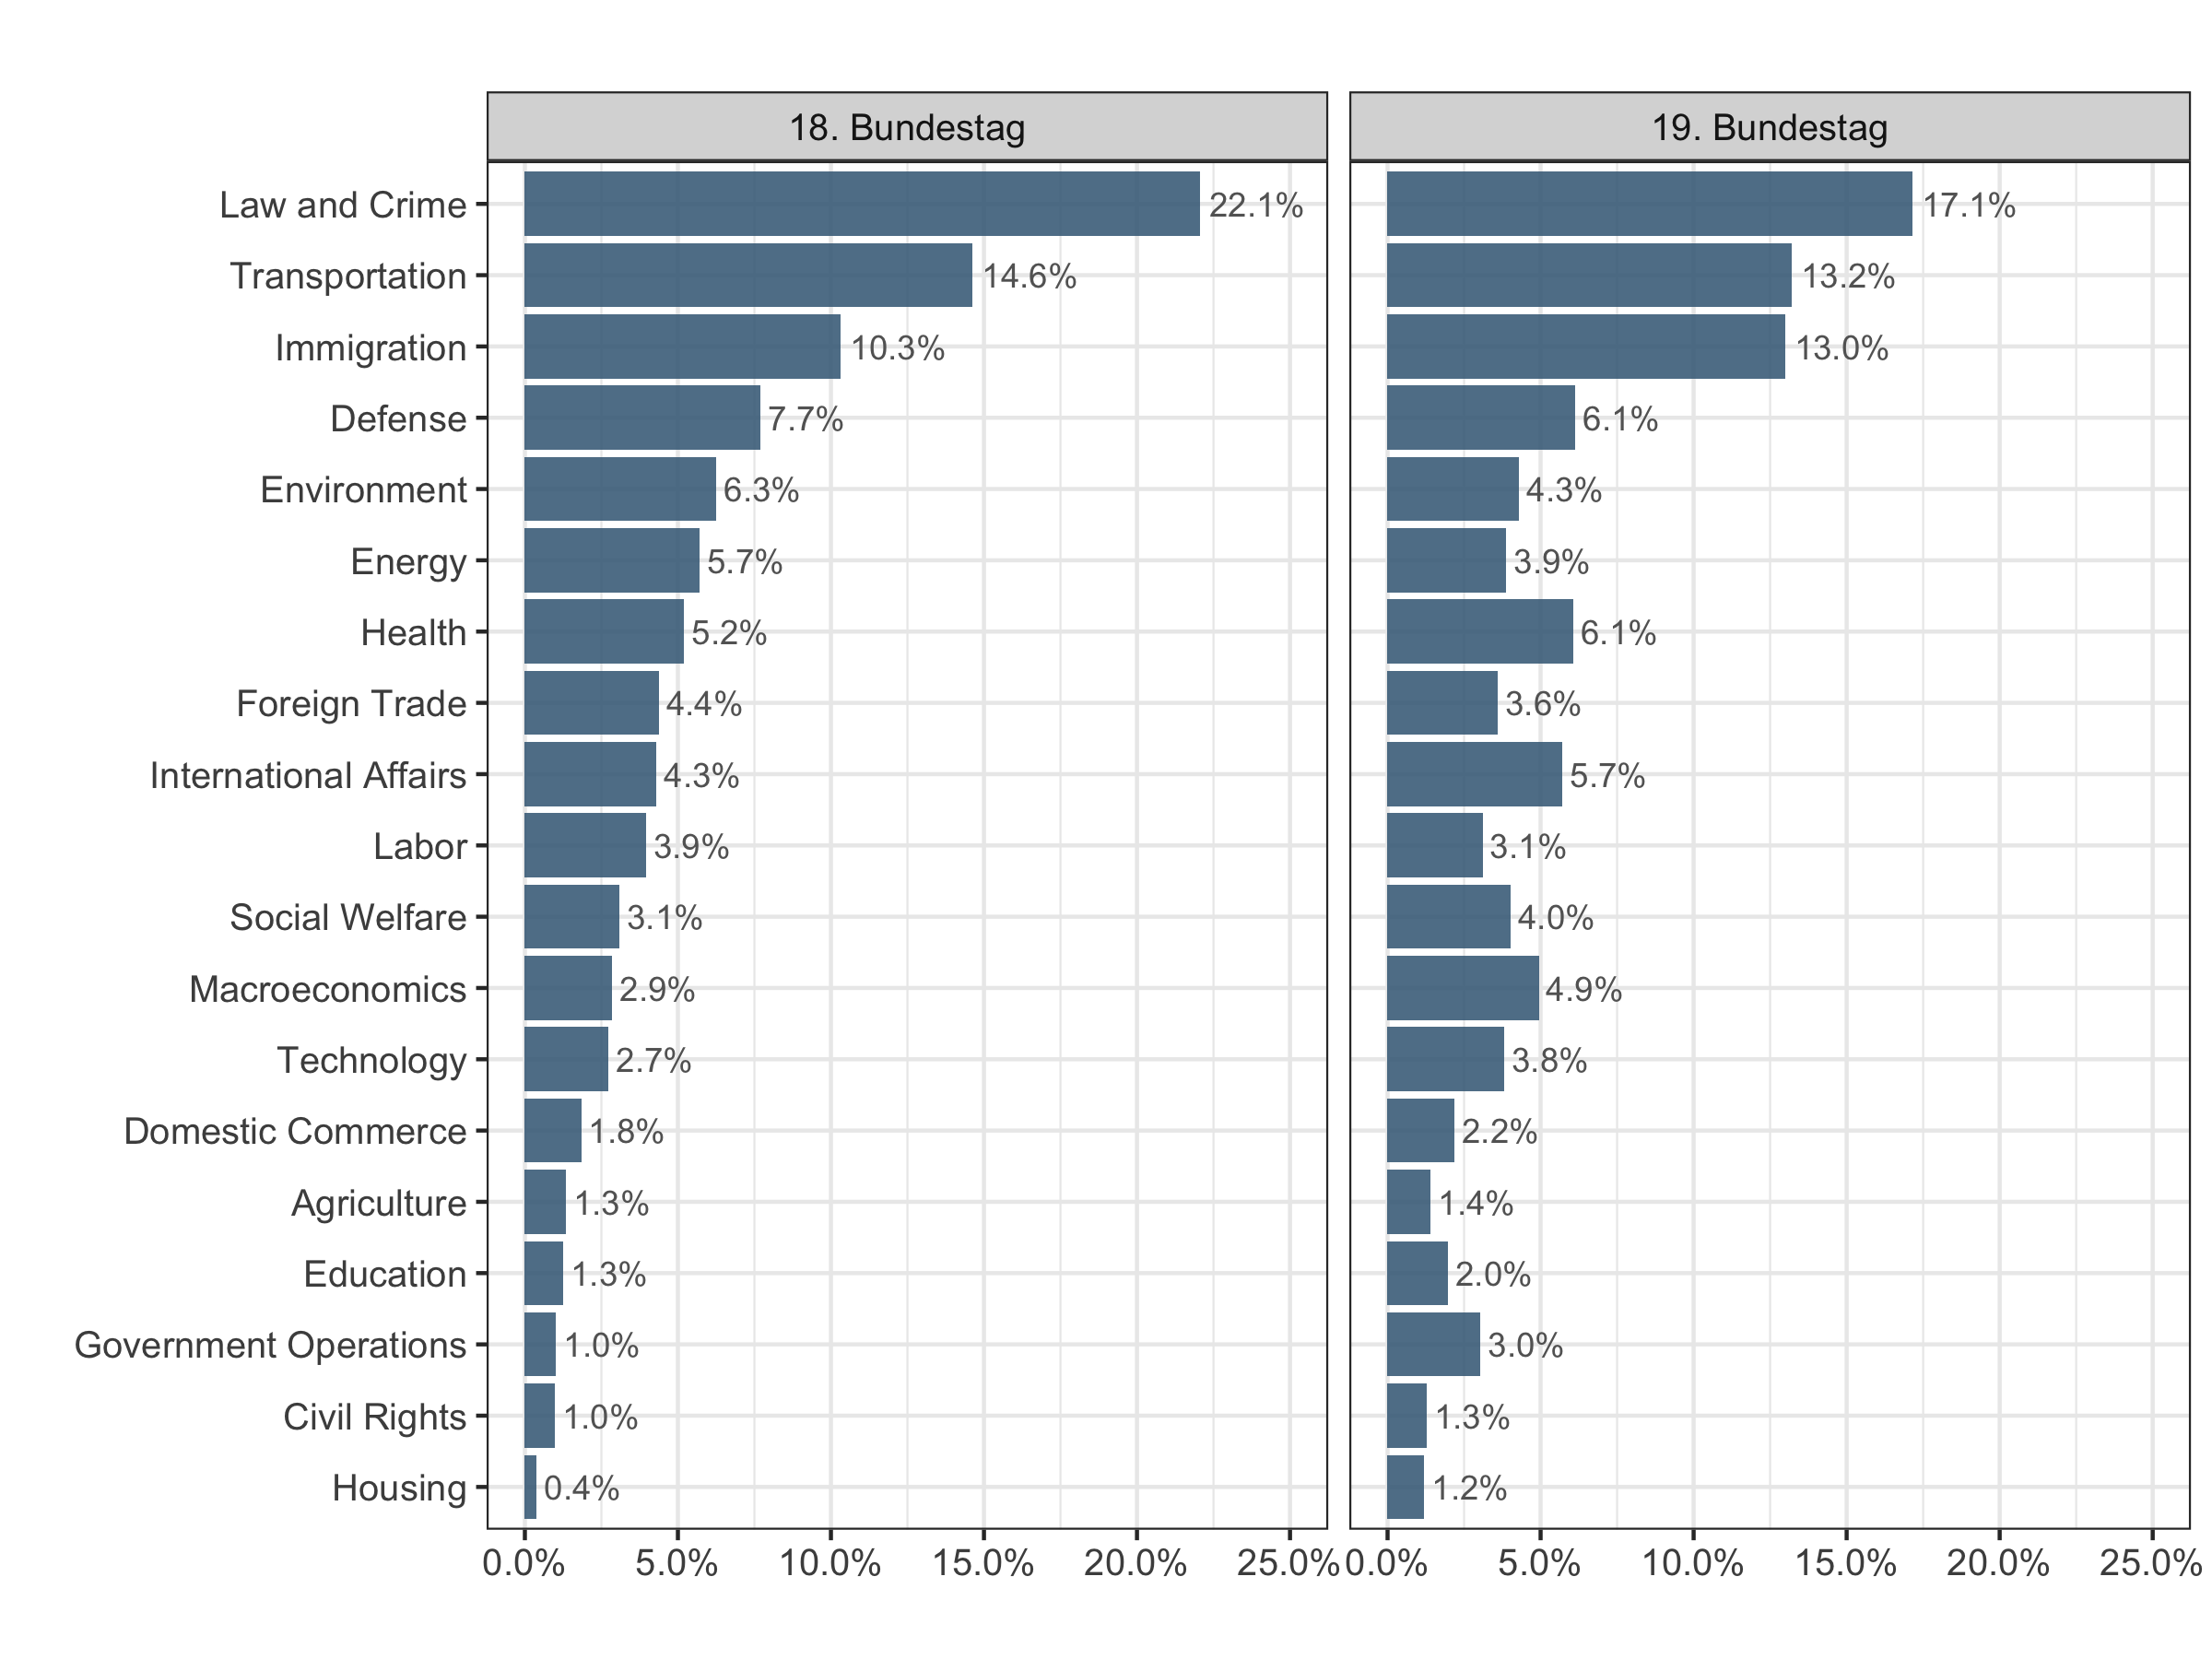 18. Bundestag 19. Bundestag
Law and Crime 22.1% 17.1%
Transportation 14.6% 13.2%
Immigration 10.3% 13.0%
Defense 7.7% 6.1%
Environment 6.3% 4.3%
Energy 5.7% 3.9%
Health 5.2% 6.1%
Foreign Trade 4.4% 3.6%
International Affairs 4.3% 5.7%
Labor 3.9% 3.1%
Social Welfare 3.1% 4.0%
Macroeconomics 2.9% 4.9%
Technology 2.7% 3.8%
Domestic Commerce 1.8% 2.2%
Agriculture 1.3% 1.4%
Education 1.3% 2.0%
Government Operations 1.0% 3.0%
Civil Rights 1.0% 1.3%
Housing 0.4% 1.2%
0.0% 5.0% 10.0% 15.0% 20.0% 25.0% 0.0% 5.0% 10.0% 15.0% 20.0% 25.0%